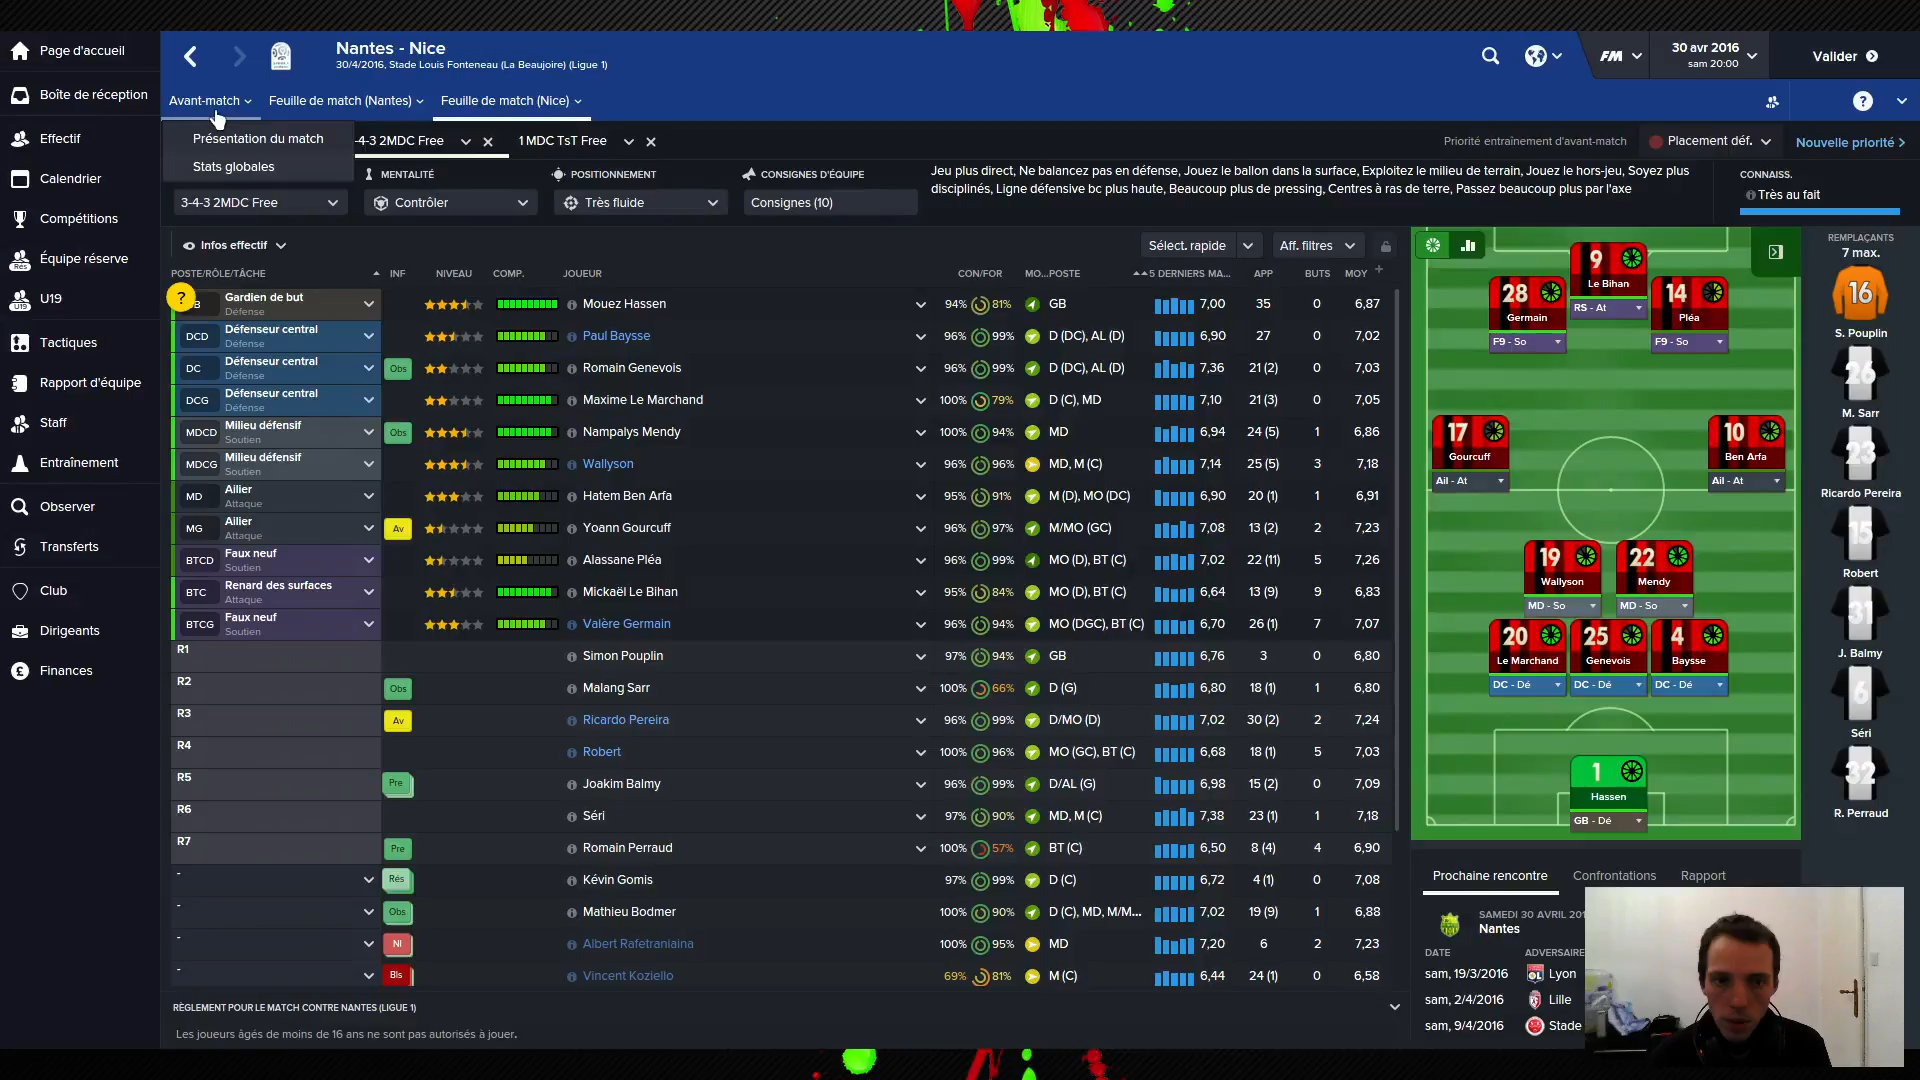 Page d'accueil
Boîte de réception
Effectif
Calendrier
Compétitions
Rés
Équipe réserve
U19
U19
Tactiques
Rapport d'équipe
Staff
Entraînement
Observer
Transferts
Club
Dirigeants
Finances
Nantes - Nice
30/4/2016, Stade Louis Fonteneau (La Beaujoire) (Ligue 1)
FM
30 avr 2016
sam 20:00
Valider
Avant-match
Feuille de match (Nantes)
Feuille de match (Nice)
?
Présentation du match
Stats globales
-4-3 2MDC Free
1 MDC TsT Free
Priorité entraînement d'avant-match
Placement déf.
Nouvelle priorité >
MENTALITÉ
POSITIONNEMENT
CONSIGNES D'ÉQUIPE
3-4-3 2MDC Free
Contrôler
Très fluide
Consignes (10)
Jeu plus direct, Ne balancez pas en défense, Jouez le ballon dans la surface, Exploitez le milieu de terrain, Jouez le hors-jeu, Soyez plus
disciplinés, Ligne défensive bc plus haute, Beaucoup plus de pressing, Centres à ras de terre, Passez beaucoup plus par l'axe
CONNAISS.
Très au fait
Infos effectif
Sélect. rapide
Aff. filtres
POSTE/RÔLE/TÂCHE INF NIVEAU COMP. JOUEUR CON/FOR MO...POSTE 5 DERNIERS MA... APP BUTS MOY +
? B Gardien de but Défense Mouez Hassen 94% 81% GB 7,00 35 0 6,87
DCD Défenseur central Défense Paul Baysse 96% 99% D (DC), AL (D) 6,90 27 0 7,02
DC Défenseur central Défense Obs Romain Genevois 96% 99% D (DC), AL (D) 7,36 21 (2) 0 7,03
DCG Défenseur central Défense Maxime Le Marchand 100% 79% D (C), MD 7,10 21 (3) 0 7,05
MDCD Milieu défensif Soutien Obs Nampalys Mendy 100% 94% MD 6,94 24 (5) 1 6,86
MDCG Milieu défensif Soutien Wallyson 96% 96% MD, M (C) 7,14 25 (5) 3 7,18
MD Ailier Attaque Hatem Ben Arfa 95% 91% M (D), MO (DC) 6,90 20 (1) 1 6,91
MG Ailier Attaque Av Yoann Gourcuff 96% 97% M/MO (GC) 7,08 13 (2) 2 7,23
BTCD Faux neuf Soutien Alassane Pléa 96% 99% MO (D), BT (C) 7,02 22 (11) 5 7,26
BTC Renard des surfaces Attaque Mickaël Le Bihan 95% 84% MO (D), BT (C) 6,64 13 (9) 9 6,83
BTCG Faux neuf Soutien Valère Germain 96% 94% MO (DGC), BT (C) 6,70 26 (1) 7 7,07
R1 Simon Pouplin 97% 94% GB 6,76 3 0 6,80
R2 Obs Malang Sarr 100% 66% D (G) 6,80 18 (1) 1 6,80
R3 Av Ricardo Pereira 96% 99% D/MO (D) 7,02 30 (2) 2 7,24
R4 Robert 100% 96% MO (GC), BT (C) 6,68 18 (1) 5 7,03
R5 Pre Joakim Balmy 96% 99% D/AL (G) 6,98 15 (2) 0 7,09
R6 Séri 97% 90% MD, M (C) 7,38 23 (1) 1 7,18
R7 Pre Romain Perraud 100% 57% BT (C) 6,50 8 (4) 4 6,90
- Rés Kévin Gomis 97% 99% D (C) 6,72 4 (1) 0 7,08
- Obs Mathieu Bodmer 100% 90% D (C), MD, M/M... 7,02 19 (9) 1 6,88
- NI Albert Rafetraniaina 100% 95% MD 7,20 6 2 7,23
- Bls Vincent Koziello 69% 81% M (C) 6,44 24 (1) 0 6,58
RÈGLEMENT POUR LE MATCH CONTRE NANTES (LIGUE 1)
Les joueurs âgés de moins de 16 ans ne sont pas autorisés à jouer.
9
Le Bihan
RS - At
28
Germain
F9 - So
14
Pléa
F9 - So
17
Gourcuff
Ail - At
10
Ben Arfa
Ail - At
19
Wallyson
MD - So
22
Mendy
MD - So
20
Le Marchand
DC - Dé
25
Genevois
DC - Dé
4
Baysse
DC - Dé
1
Hassen
GB - Dé
REMPLAÇANTS
7 max.
16
S. Pouplin
26
M. Sarr
23
Ricardo Pereira
15
Robert
31
J. Balmy
6
Séri
32
R. Perraud
Prochaine rencontre
Confrontations
Rapport
SAMEDI 30 AVRIL 201
Nantes
DATE ADVERSAIRE
sam, 19/3/2016 Lyon
sam, 2/4/2016 Lille
sam, 9/4/2016 Stade